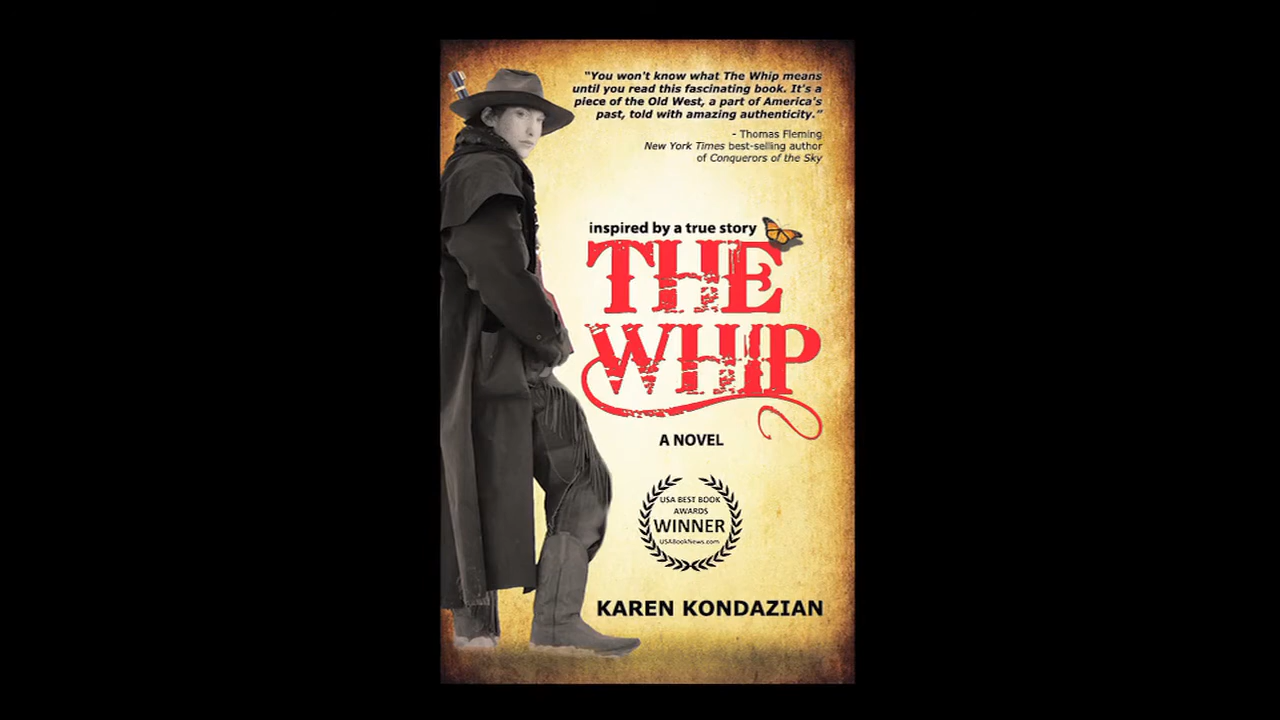 "You won't know what The Whip means
until you read this fascinating book. It's a
piece of the Old West, a part of America's
past, told with amazing authenticity."
- Thomas Fleming
New York Times best-selling author
of Conquerors of the Sky
inspired by a true story
THE
WHIP
A NOVEL
USA BEST BOOK
AWARDS
WINNER
USABookNews.com
KAREN KONDAZIAN